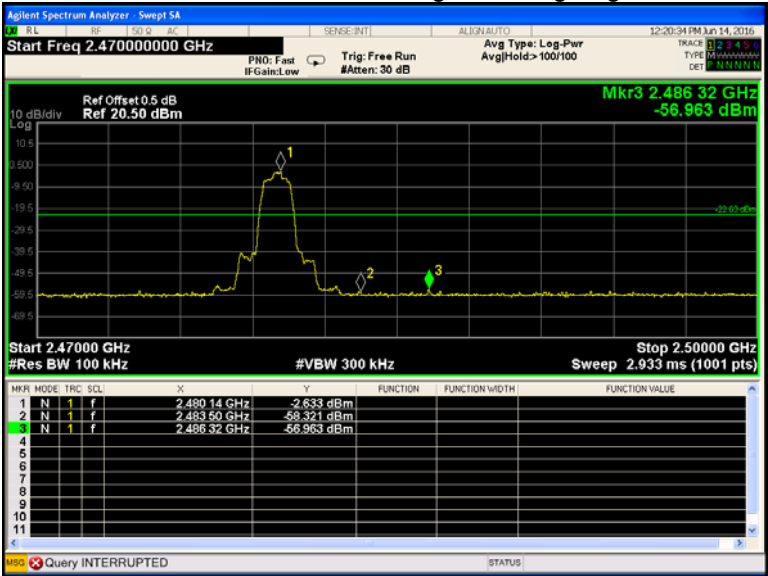 Agilent Spectrum Analyzer - Swept SA
RL RF 50 Ω AC SENSE:INT ALIGNAUTO 12:20:34 PM Jun 14, 2016
Start Freq 2.470000000 GHz
PNO: Fast Trig: Free Run Avg Type: Log-Pwr TRACE 1 2 3 4 5 6
IFGain:Low #Atten: 30 dB Avg|Hold:>100/100 TYPE
DET P N N N N N
Mkr3 2.486 32 GHz
-56.963 dBm
Ref Offset 0.5 dB
10 dB/div Ref 20.50 dBm
Log
10.5
0.500
-9.50
-19.5
-29.5
-39.5
-49.5
-59.5
-69.5
1
-22.63 dBm
2
3
Start 2.47000 GHz Stop 2.50000 GHz
#Res BW 100 kHz #VBW 300 kHz Sweep 2.933 ms (1001 pts)
MKR MODE TRC SCL X Y FUNCTION FUNCTION WIDTH FUNCTION VALUE
1 N 1 f 2.480 14 GHz -2.633 dBm
2 N 1 f 2.483 50 GHz -58.321 dBm
3 N 1 f 2.486 32 GHz -56.963 dBm
4
5
6
7
8
9
10
11
MSG Query INTERRUPTED STATUS